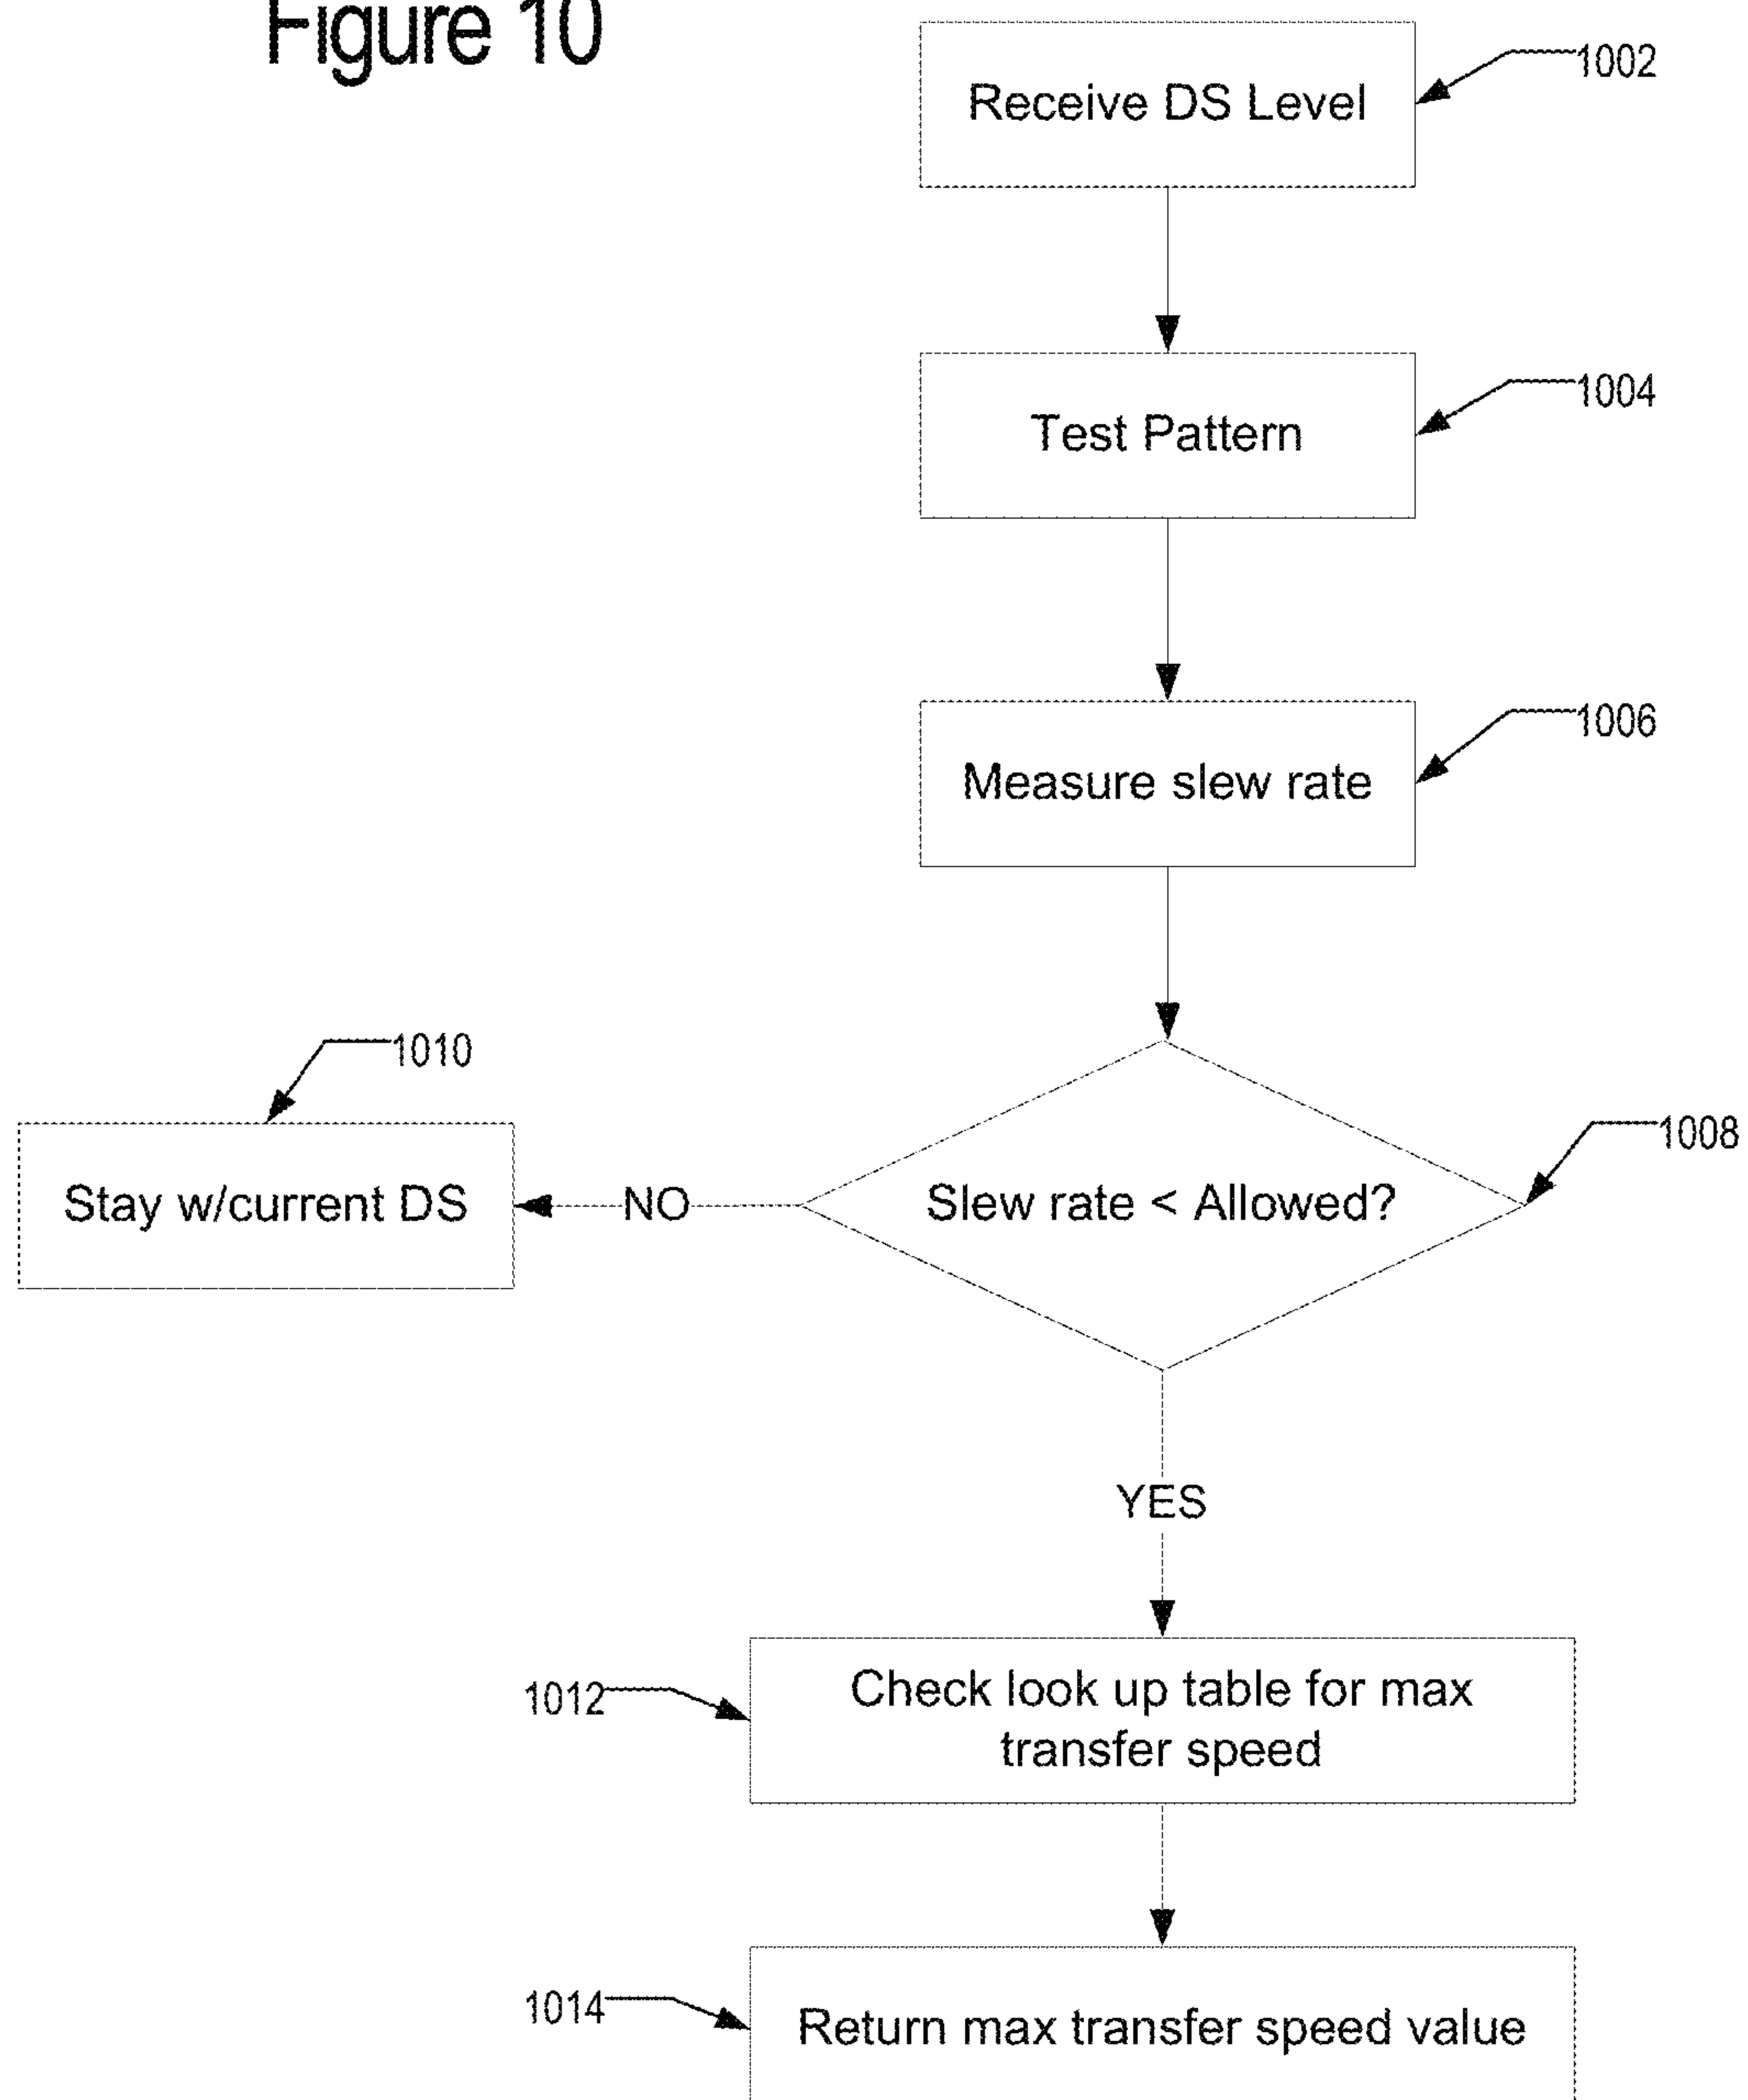 Figure 10
Receive DS Level
1002
Test Pattern
1004
Measure slew rate
1006
1010
Stay w/current DS
NO
Slew rate < Allowed?
1008
YES
1012
Check look up table for max
transfer speed
1014
Return max transfer speed value